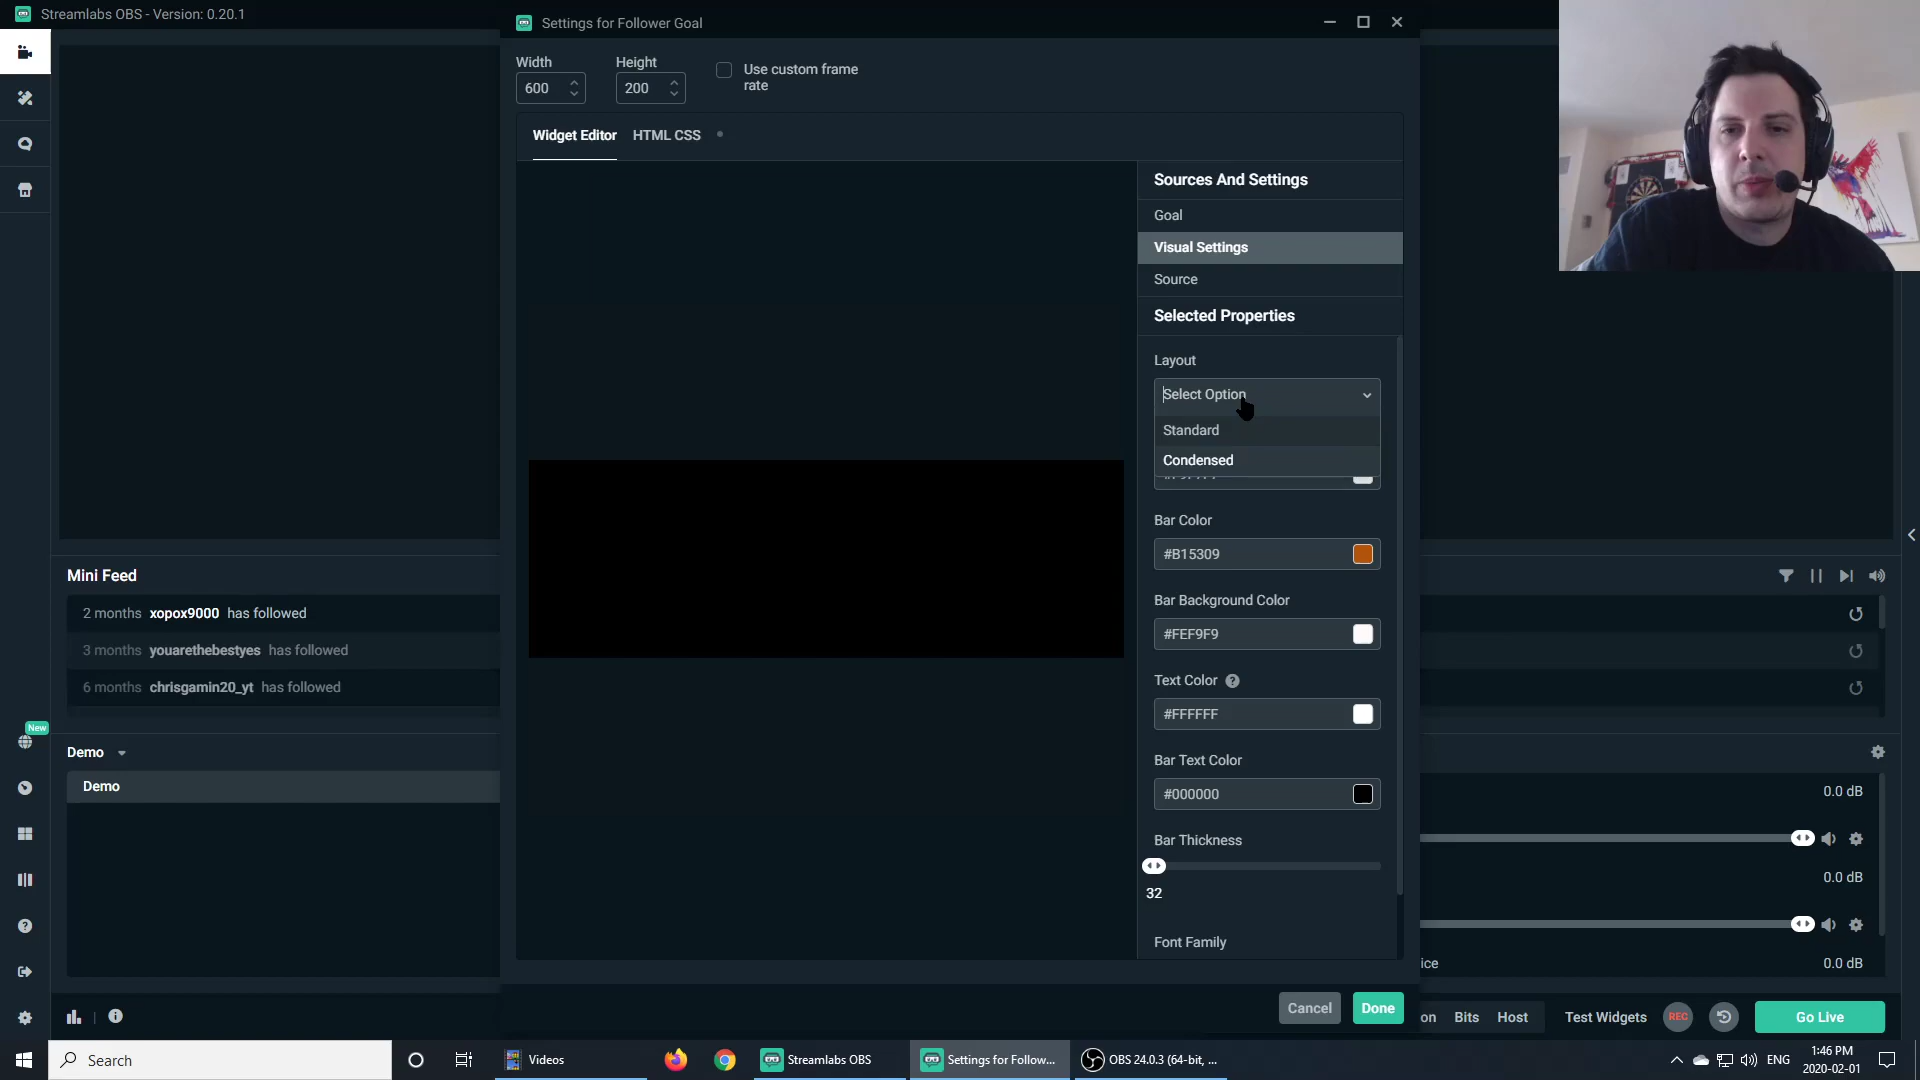 Streamlabs OBS - Version: 0.20.1
Settings for Follower Goal
Width
Height
600
200
Use custom frame
rate
Widget Editor
HTML CSS
Sources And Settings
Goal
Visual Settings
Source
Selected Properties
Layout
Select Option
Standard
Condensed
Bar Color
#B15309
Bar Background Color
#FEF9F9
Text Color
#FFFFFF
Bar Text Color
#000000
Bar Thickness
32
Font Family
Cancel
Done
Mini Feed
2 months xopox9000 has followed
3 months youarethebestyes has followed
6 months chrisgamin20_yt has followed
New
Demo
Demo
0.0 dB
0.0 dB
ice
0.0 dB
on
Bits
Host
Test Widgets
REC
Go Live
Search
Videos
Streamlabs OBS
Settings for Follow...
OBS 24.0.3 (64-bit, ...
ENG
1:46 PM
2020-02-01